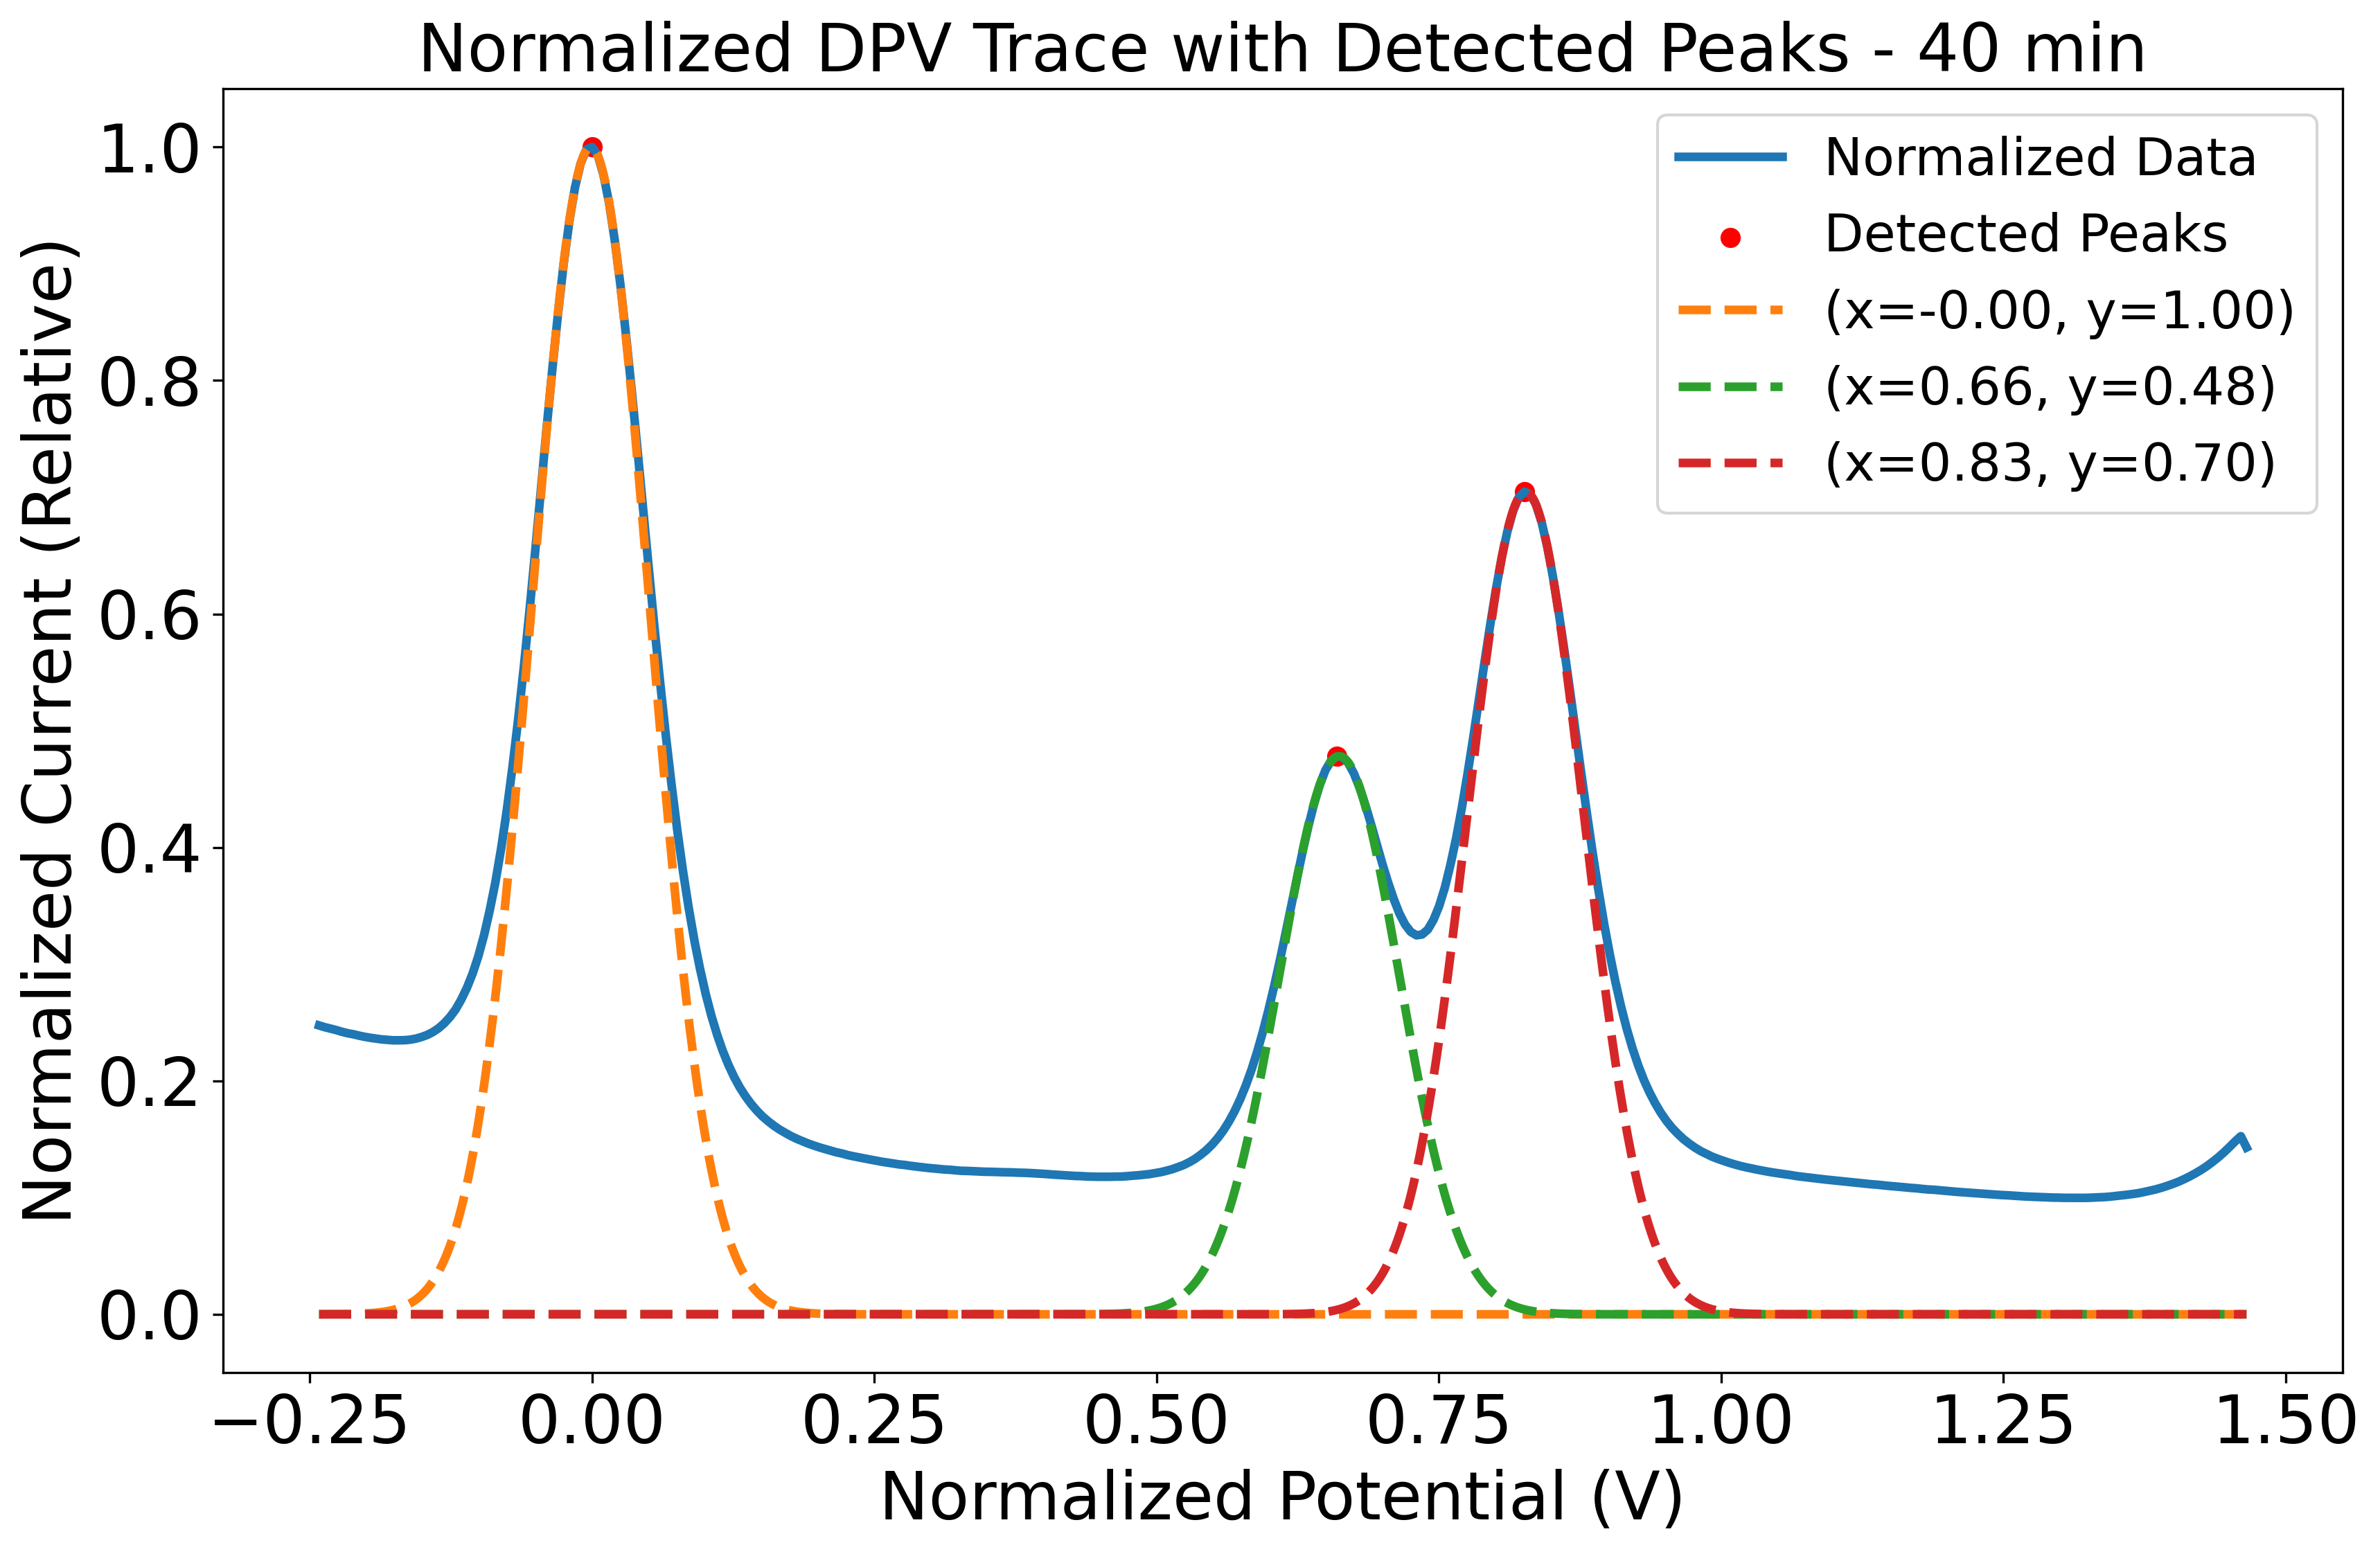 Normalized DPV Trace with Detected Peaks - 40 min
Normalized Data
Detected Peaks
(x=-0.00, y=1.00)
(x=0.66, y=0.48)
(x=0.83, y=0.70)
Normalized Current (Relative)
1.0
0.8
0.6
0.4
0.2
0.0
−0.25 0.00 0.25 0.50 0.75 1.00 1.25 1.50
Normalized Potential (V)